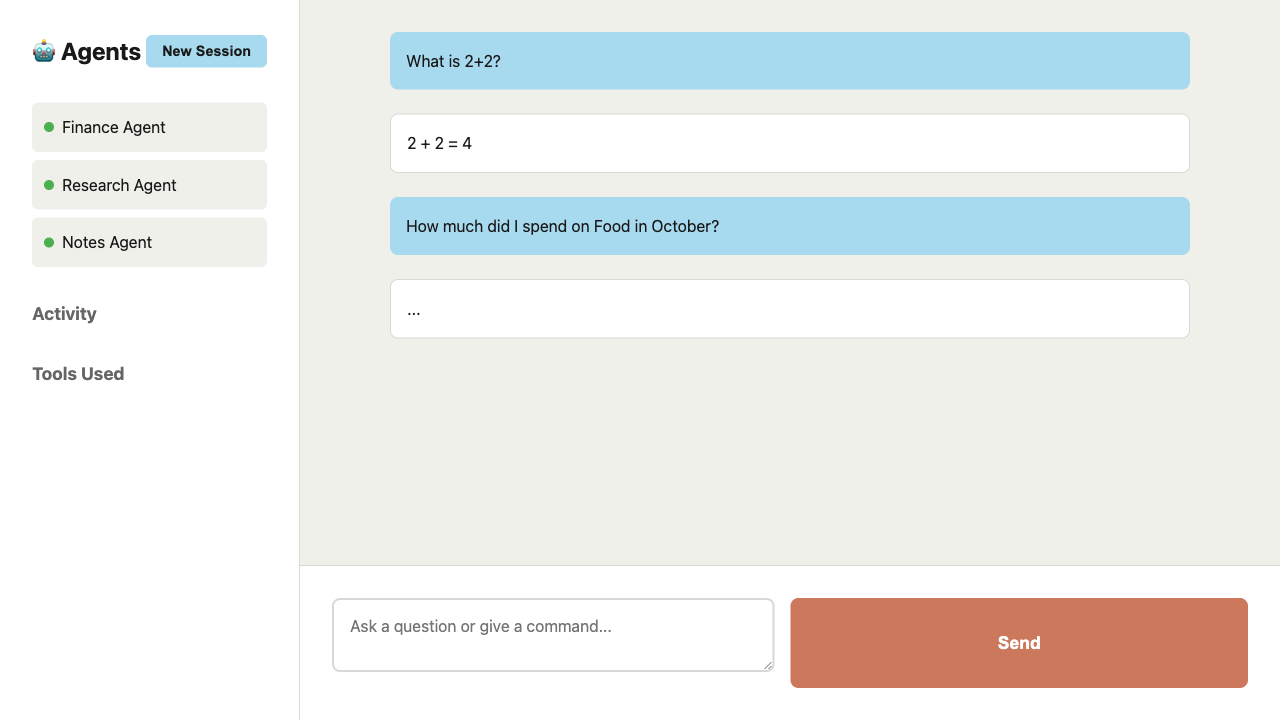 🤖 Agents
New Session
Finance Agent
Research Agent
Notes Agent
Activity
Tools Used
What is 2+2?
2 + 2 = 4
How much did I spend on Food in October?
...
Ask a question or give a command...
Send